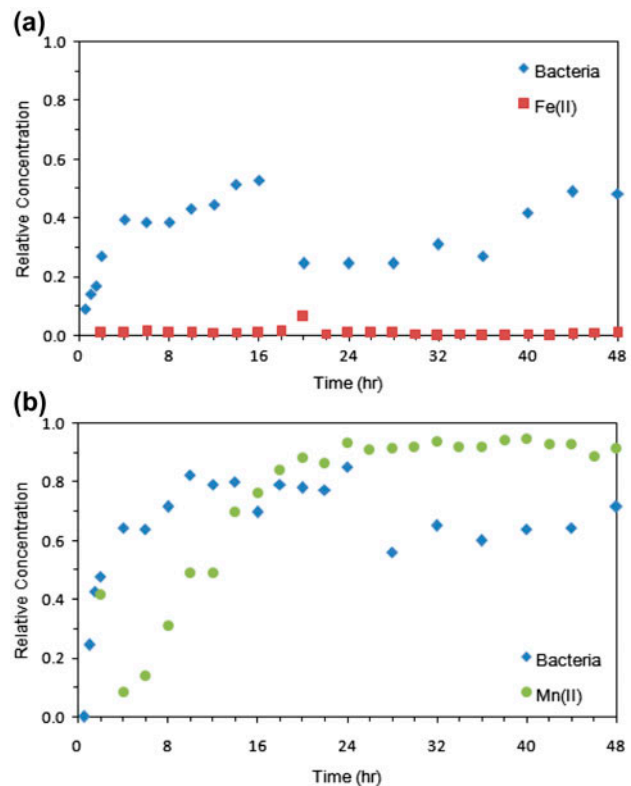 (a)
1.0
Bacteria
0.8
Fe(II)
0.6
Relative Concentration
0.4
0.2
0.0
0 8 16 24 32 40 48
Time (hr)
(b)
1.0
0.8
0.6
Relative Concentration
0.4
0.2
Bacteria
Mn(II)
0.0
0 8 16 24 32 40 48
Time (hr)